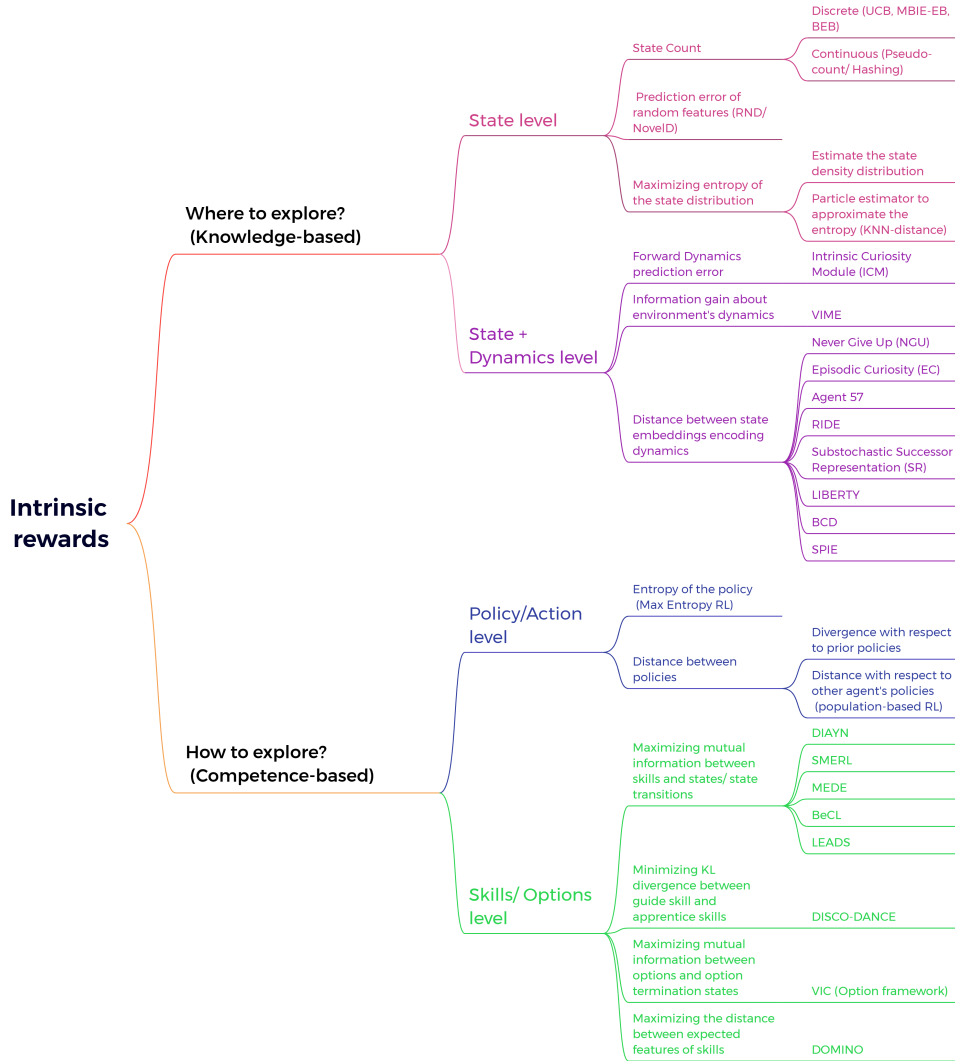 Intrinsic
rewards
Where to explore?
(Knowledge-based)
State level
State Count
Discrete (UCB, MBIE-EB,
BEB)
Continuous (Pseudo-
count/ Hashing)
Prediction error of
random features (RND/
NovelD)
Maximizing entropy of
the state distribution
Estimate the state
density distribution
Particle estimator to
approximate the
entropy (KNN-distance)
State +
Dynamics level
Forward Dynamics
prediction error
Intrinsic Curiosity
Module (ICM)
Information gain about
environment's dynamics
VIME
Distance between state
embeddings encoding
dynamics
Never Give Up (NGU)
Episodic Curiosity (EC)
Agent 57
RIDE
Substochastic Successor
Representation (SR)
LIBERTY
BCD
SPIE
How to explore?
(Competence-based)
Policy/Action
level
Entropy of the policy
(Max Entropy RL)
Distance between
policies
Divergence with respect
to prior policies
Distance with respect to
other agent's policies
(population-based RL)
Skills/ Options
level
Maximizing mutual
information between
skills and states/ state
transitions
DIAYN
SMERL
MEDE
BeCL
LEADS
Minimizing KL
divergence between
guide skill and
apprentice skills
DISCO-DANCE
Maximizing mutual
information between
options and option
termination states
VIC (Option framework)
Maximizing the distance
between expected
features of skills
DOMINO